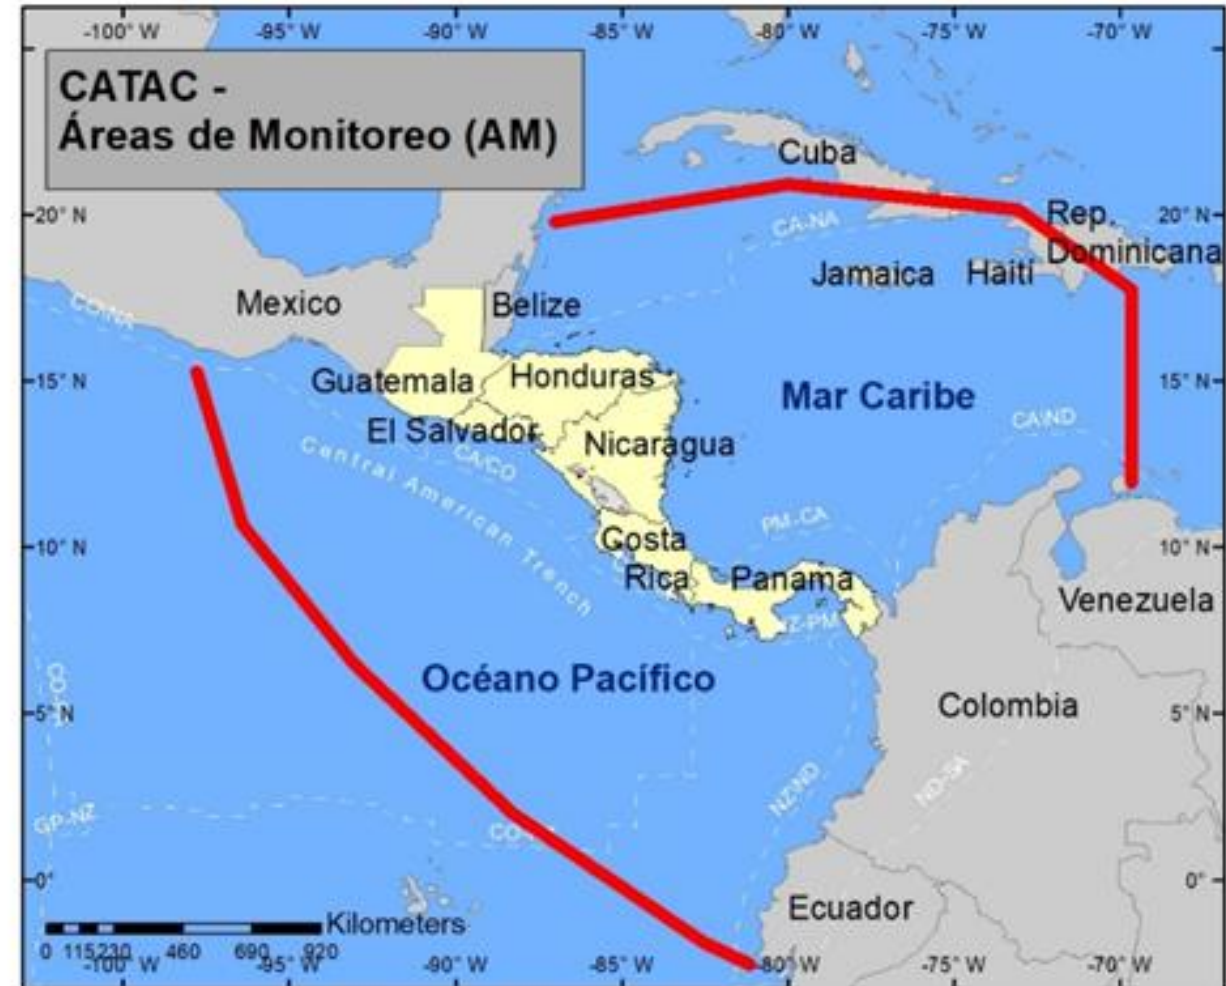 -100° W
-95° W
-90° W
-85° W
-80° W
-75° W
-70° W
CATAC -
Áreas de Monitoreo (AM)
Cuba
20° N
Rep.
20° N
CA-NA
Dominicana
Jamaica
Haiti
Mexico
Belize
CO\NA
15° N
Guatemala
Honduras
Mar Caribe
15° N
El Salvador
Nicaragua
CA\ND
CA/CO
Central American Trench
PM-CA
10° N
Costa
10° N
Rica
Panama
Venezuela
NZ-PM
Océano Pacífico
Colombia
5° N
5° N
NZ\ND
ND-SA
GP-NZ
0°
0°
Ecuador
Kilometers
0 115 230 460 690 920
-100° W
-95° W
-90° W
-85° W
-80° W
-75° W
-70° W